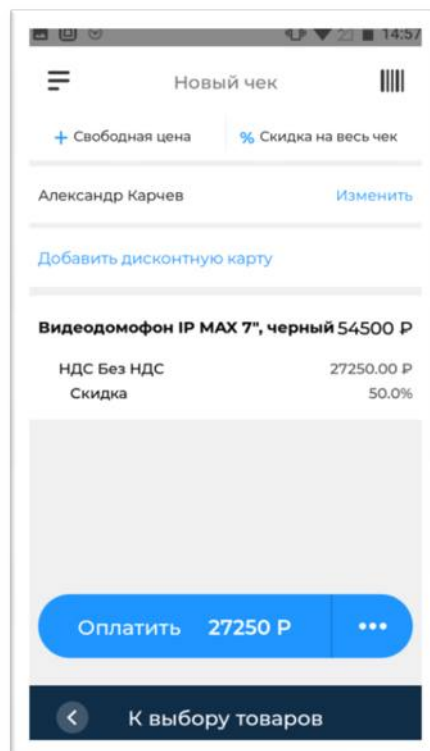 14:57
Новый чек
+ Свободная цена % Скидка на весь чек
Александр Карчев Изменить
Добавить дисконтную карту
Видеодомофон IP MAX 7", черный 54500 ₽
НДС Без НДС 27250.00 ₽
Скидка 50.0%
Оплатить 27250 ₽ •••
К выбору товаров